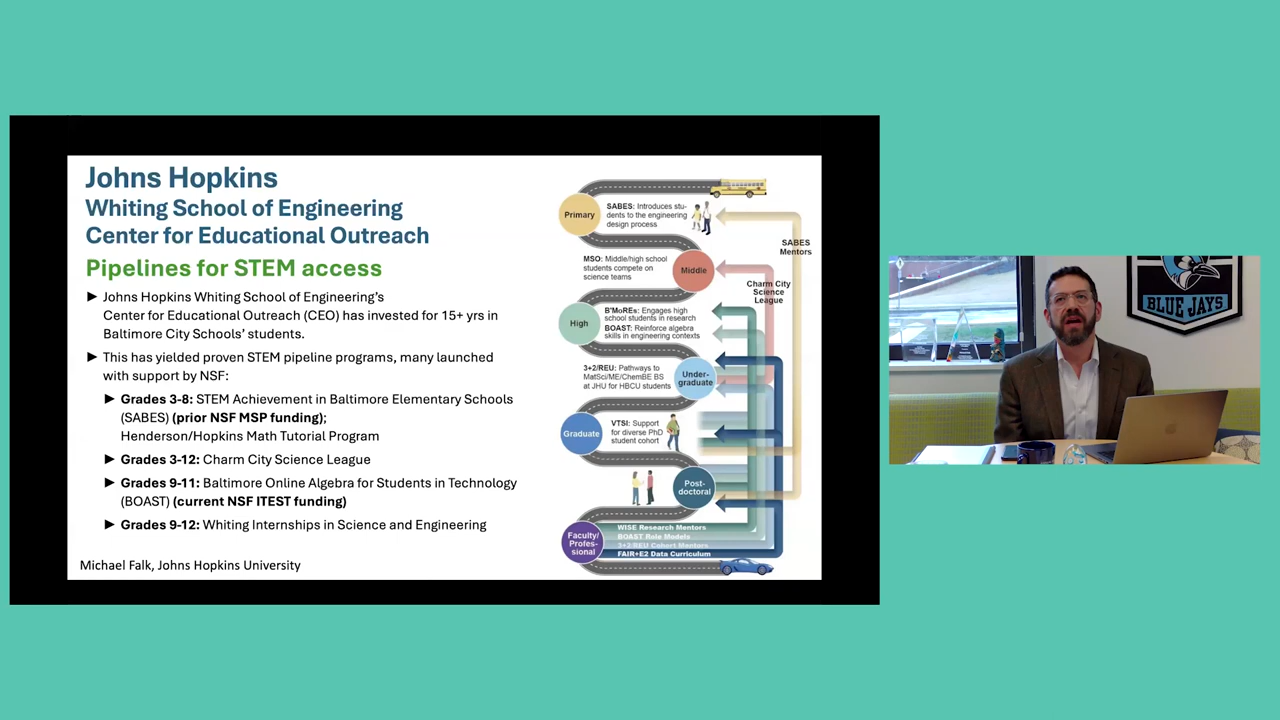 Johns Hopkins
Whiting School of Engineering
Center for Educational Outreach
Pipelines for STEM access
► Johns Hopkins Whiting School of Engineering's
Center for Educational Outreach (CEO) has invested for 15+ yrs in
Baltimore City Schools' students.
► This has yielded proven STEM pipeline programs, many launched
with support by NSF:
► Grades 3-8: STEM Achievement in Baltimore Elementary Schools
(SABES) (prior NSF MSP funding);
Henderson/Hopkins Math Tutorial Program
► Grades 3-12: Charm City Science League
► Grades 9-11: Baltimore Online Algebra for Students in Technology
(BOAST) (current NSF ITEST funding)
► Grades 9-12: Whiting Internships in Science and Engineering
Michael Falk, Johns Hopkins University
Primary
SABES: Introduces stu-
dents to the engineering
design process
SABES
Mentors
MSO: Middle/high school
students compete on
science teams
Middle
Charm City
Science
League
High
B'MoREs: Engages high
school students in research
BOAST: Reinforce algebra
skills in engineering contexts
3+2/REU: Pathways to
MatSci/ME/ChemBE BS
at JHU for HBCU students
Under-
graduate
Graduate
VTSI: Support
for diverse PhD
student cohort
Post-
doctoral
Faculty/
Profes-
sional
WISE Research Mentors
BOAST Role Models
3+2/REU Cohort Mentors
FAIR+E2 Data Curriculum
BLUE JAYS